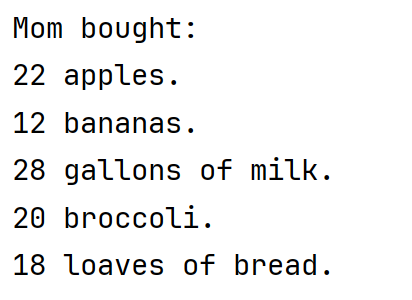 Mom bought:
22 apples.
12 bananas.
28 gallons of milk.
20 broccoli.
18 loaves of bread.